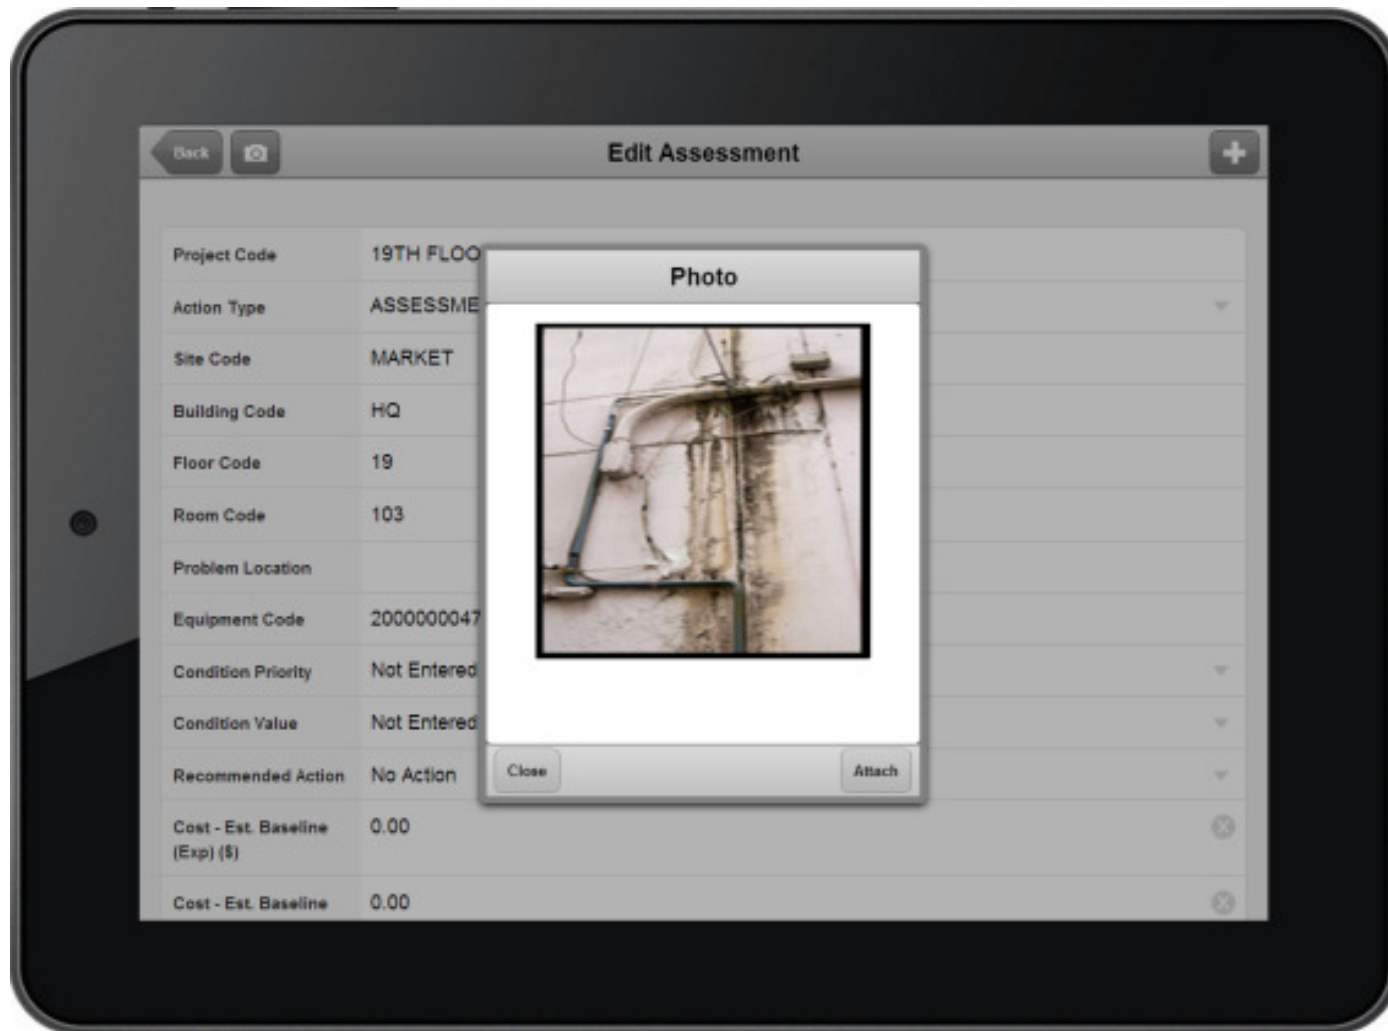 Back
Edit Assessment
Project Code 19TH FLOO
Action Type ASSESSME
Site Code MARKET
Building Code HQ
Floor Code 19
Room Code 103
Problem Location
Equipment Code 2000000047
Condition Priority Not Entered
Condition Value Not Entered
Recommended Action No Action
Cost - Est. Baseline 0.00
(Exp) ($)
Cost - Est. Baseline 0.00
Photo
Close Attach